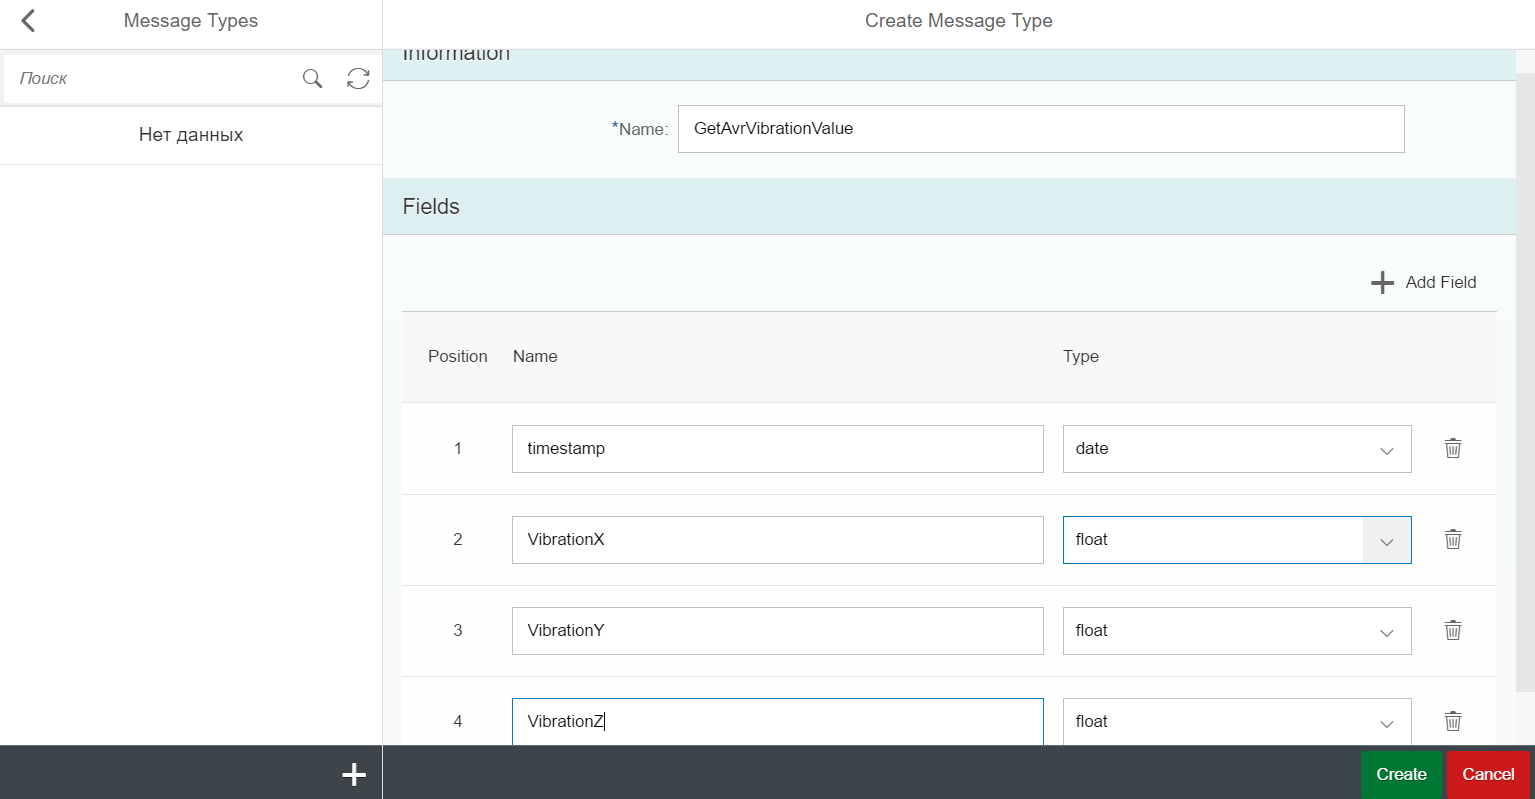 Message Types
Create Message Type
Поиск
Нет данных
Information
*Name: GetAvrVibrationValue
Fields
Add Field
Position Name Type
1 timestamp date
2 VibrationX float
3 VibrationY float
4 VibrationZ float
Create Cancel